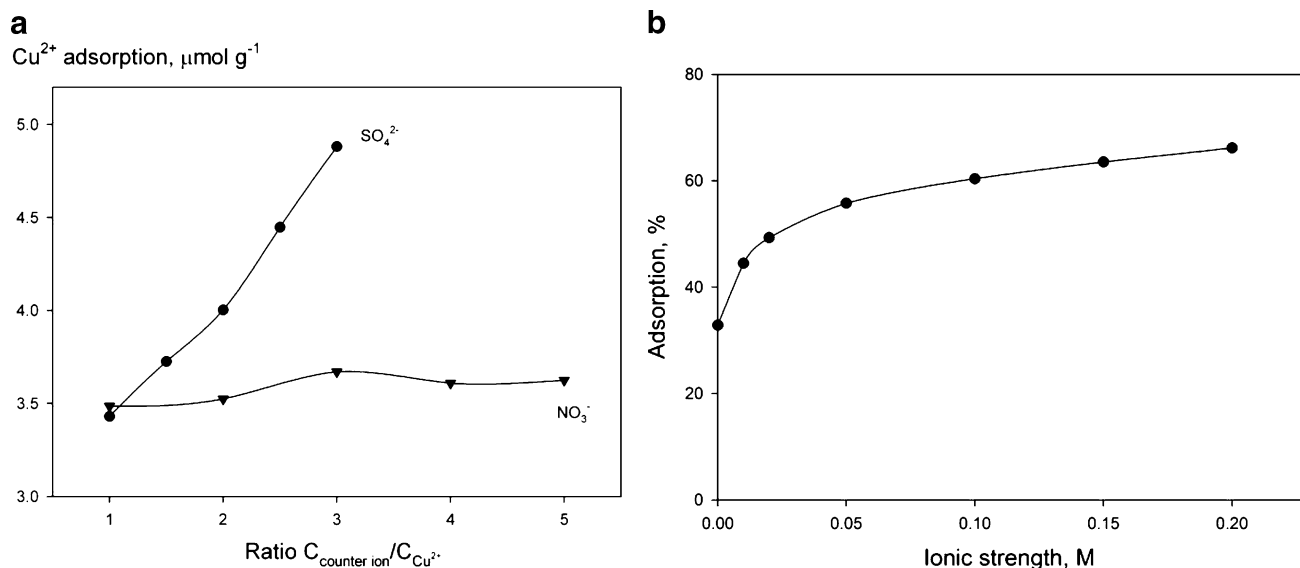 a
Cu²⁺ adsorption, μmol g⁻¹
5.0
4.5
4.0
3.5
3.0
SO₄²⁻
NO₃⁻
1 2 3 4 5
Ratio C counter ion/C Cu²⁺
b
80
60
40
20
0
Adsorption, %
0.00 0.05 0.10 0.15 0.20
Ionic strength, M